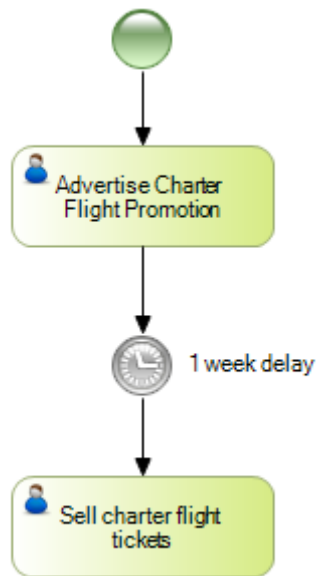 Advertise Charter
Flight Promotion
1 week delay
Sell charter flight
tickets